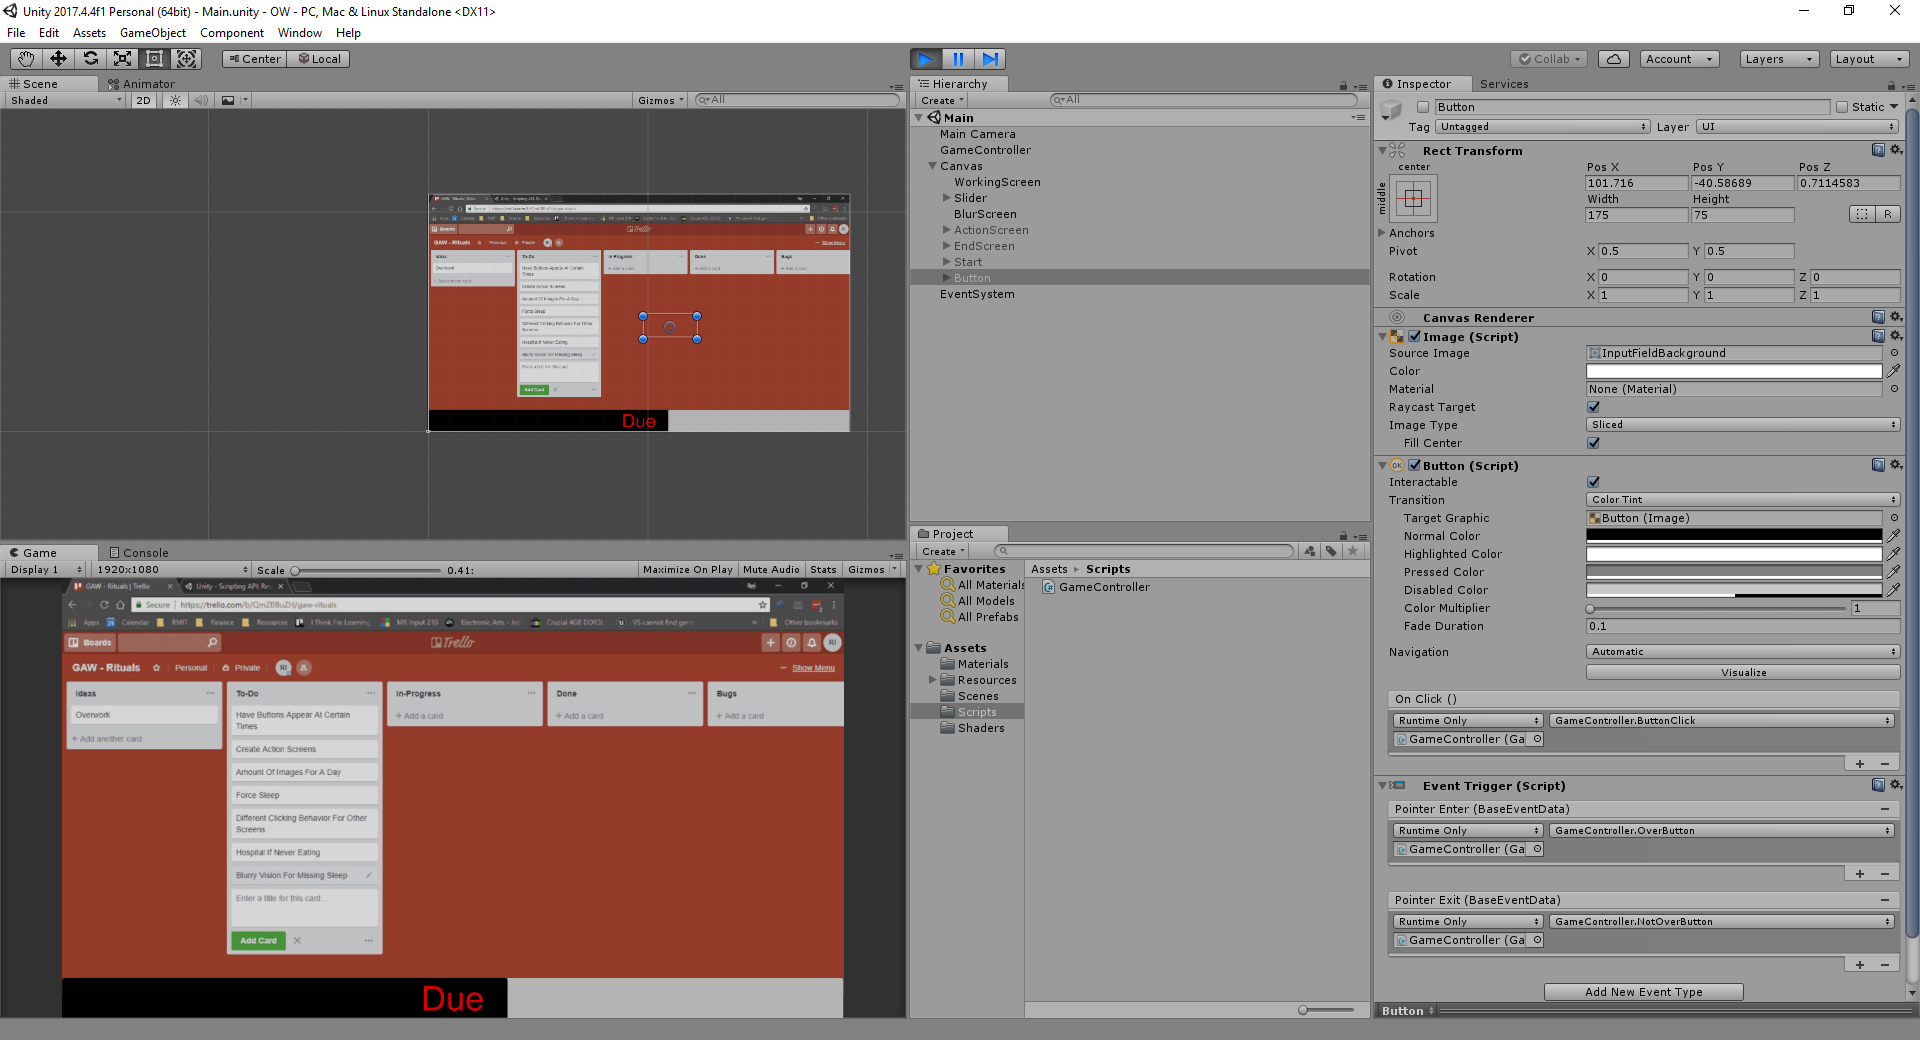 Unity 2017.4.4f1 Personal (64bit) - Main.unity - OW - PC, Mac & Linux Standalone <DX11>
File Edit Assets GameObject Component Window Help
Center Local
Collab Account Layers Layout
Scene Animator
Shaded 2D Gizmos All
Hierarchy
Create All
Main
Main Camera
GameController
Canvas
WorkingScreen
Slider
BlurScreen
ActionScreen
EndScreen
Start
Button
EventSystem
Due
Game Console
Display 1 1920x1080 Scale 0.41: Maximize On Play Mute Audio Stats Gizmos
GAW - Rituals | Trello Unity - Scripting API: Re
Secure https://trello.com/b/QmZBBuZH/gaw-rituals
Apps Calendar RMIT Finance Resources I Think I'm Learning MR Input 210 Electronic Arts - Jo Crucial 4GB DDR3L VS cannot find gen Other bookmarks
Boards Trello RI
GAW - Rituals Personal Private RI Show Menu
Ideas
Overwork
+ Add another card
To-Do
Have Buttons Appear At Certain
Times
Create Action Screens
Amount Of Images For A Day
Force Sleep
Different Clicking Behavior For Other
Screens
Hospital If Never Eating
Blurry Vision For Missing Sleep
Enter a title for this card...
Add Card
In-Progress
+ Add a card
Done
+ Add a card
Bugs
+ Add a card
Due
Project
Create
Favorites
All Materials
All Models
All Prefabs
Assets
Materials
Resources
Scenes
Scripts
Shaders
Assets Scripts
GameController
Inspector Services
Button Static
Tag Untagged Layer UI
Rect Transform
center
middle
Pos X Pos Y Pos Z
101.716 -40.58689 0.7114583
Width Height
175 75 R
Anchors
Pivot X 0.5 Y 0.5
Rotation X 0 Y 0 Z 0
Scale X 1 Y 1 Z 1
Canvas Renderer
Image (Script)
Source Image InputFieldBackground
Color
Material None (Material)
Raycast Target
Image Type Sliced
Fill Center
OK Button (Script)
Interactable
Transition Color Tint
Target Graphic Button (Image)
Normal Color
Highlighted Color
Pressed Color
Disabled Color
Color Multiplier 1
Fade Duration 0.1
Navigation Automatic
Visualize
On Click ()
Runtime Only GameController.ButtonClick
GameController (Ga
Event Trigger (Script)
Pointer Enter (BaseEventData)
Runtime Only GameController.OverButton
GameController (Ga
Pointer Exit (BaseEventData)
Runtime Only GameController.NotOverButton
GameController (Ga
Add New Event Type
Button